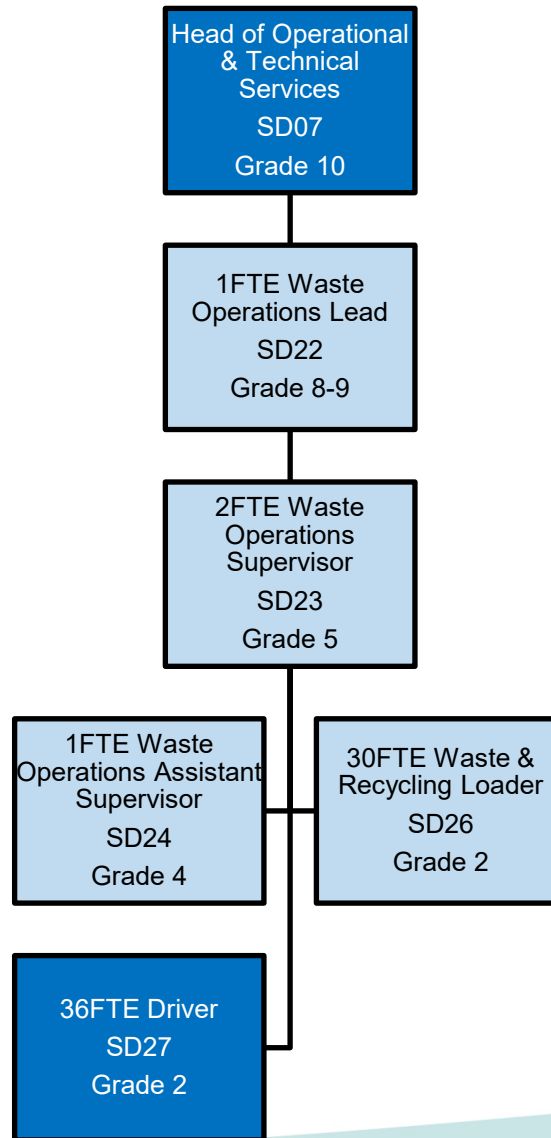 Head of Operational
& Technical
Services
SD07
Grade 10
1FTE Waste
Operations Lead
SD22
Grade 8-9
2FTE Waste
Operations
Supervisor
SD23
Grade 5
1FTE Waste
Operations Assistant
Supervisor
SD24
Grade 4
30FTE Waste &
Recycling Loader
SD26
Grade 2
36FTE Driver
SD27
Grade 2